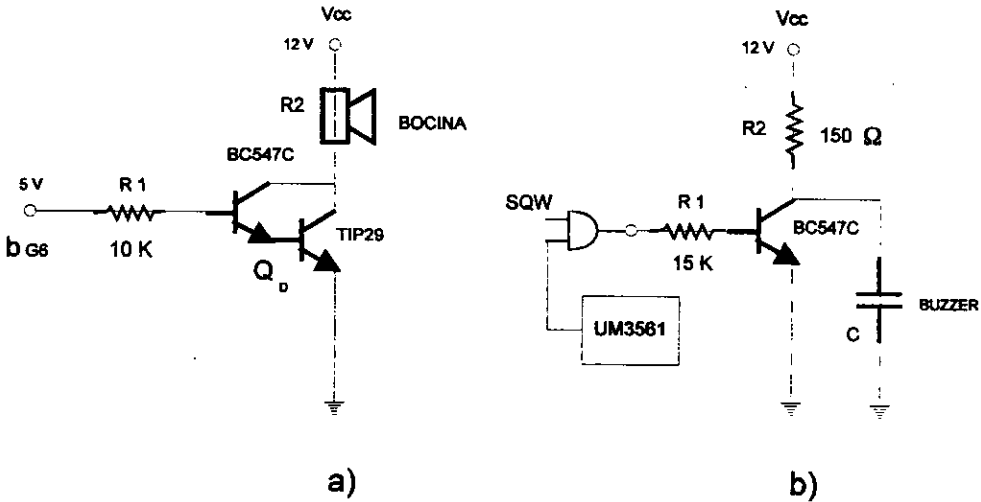 Vcc
12 V
R2
BOCINA
BC547C
5 V
R 1
b G6
10 K
TIP29
Q D
a)
Vcc
12 V
R2
150 Ω
SQW
R 1
BC547C
15 K
UM3561
BUZZER
C
b)